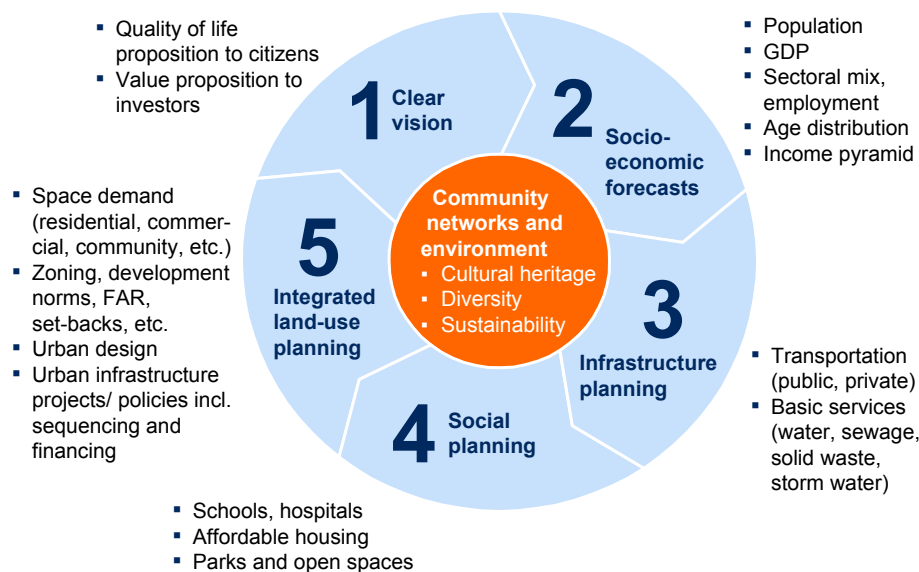 ▪ Quality of life
proposition to citizens
▪ Value proposition to
investors
1 Clear
vision
▪ Population
▪ GDP
▪ Sectoral mix,
employment
▪ Age distribution
▪ Income pyramid
2
Socio-
economic
forecasts
Community
networks and
environment
▪ Cultural heritage
▪ Diversity
▪ Sustainability
3
Infrastructure
planning
▪ Transportation
(public, private)
▪ Basic services
(water, sewage,
solid waste,
storm water)
4 Social
planning
▪ Schools, hospitals
▪ Affordable housing
▪ Parks and open spaces
5
Integrated
land-use
planning
▪ Space demand
(residential, commer-
cial, community, etc.)
▪ Zoning, development
norms, FAR,
set-backs, etc.
▪ Urban design
▪ Urban infrastructure
projects/ policies incl.
sequencing and
financing